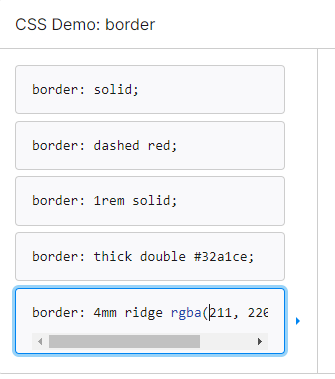 CSS Demo: border
border: solid;
border: dashed red;
border: 1rem solid;
border: thick double #32a1ce;
border: 4mm ridge rgba(211, 220